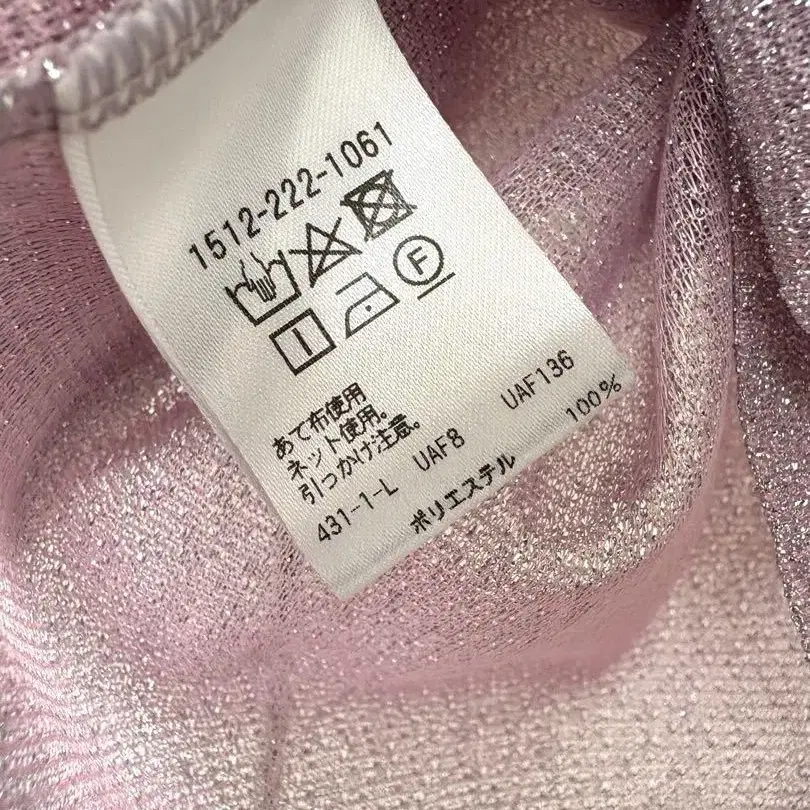 1512-222-1061
F
あて布使用
ネット使用。
引っかけ注意。
431-1-L UAF8 UAF136
ポリエステル 100%